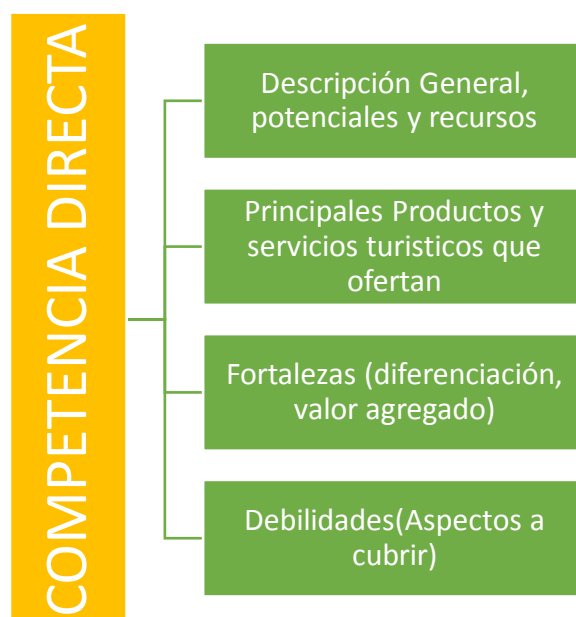 COMPETENCIA DIRECTA
Descripción General,
potenciales y recursos
Principales Productos y
servicios turisticos que
ofertan
Fortalezas (diferenciación,
valor agregado)
Debilidades(Aspectos a
cubrir)